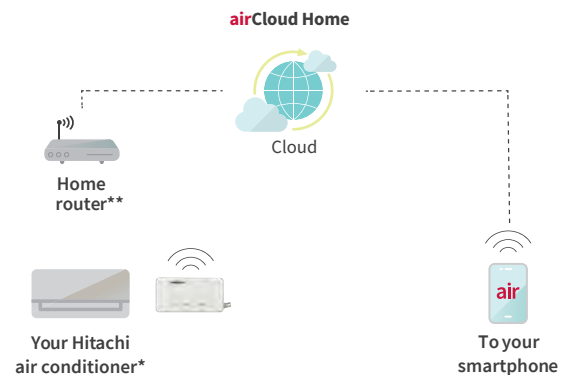 airCloud Home
Cloud
Home
router**
Your Hitachi
air conditioner*
air
To your
smartphone